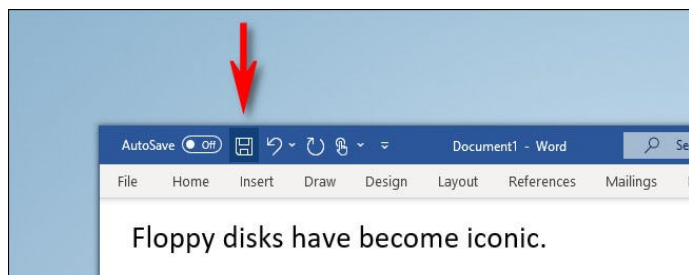 AutoSave Off Document1 - Word
File Home Insert Draw Design Layout References Mailings
Floppy disks have become iconic.